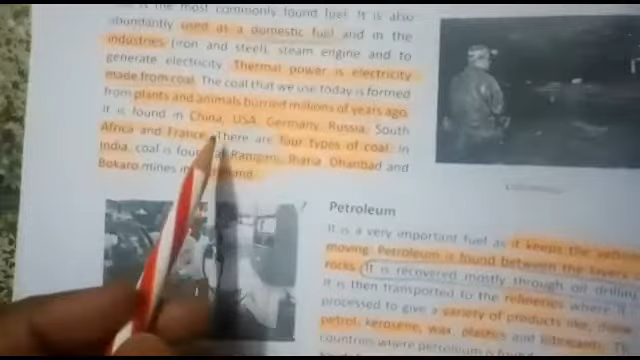 is the most commonly found fuel. It is also
abundantly used as a domestic fuel and in the
industries (iron and steel), steam engine and to
generate electricity. Thermal power is electricity
made from coal. The coal that we use today is formed
from plants and animals burried millions of years ago.
It is found in China, USA, Germany, Russia, South
Africa and France. There are four types of coal. In
India, coal is found at Raniganj, Jharia Dhanbad and
Bokaro mines in
Petroleum
It is a very important fuel as it keeps the
moving. Petroleum is found between the layers
rocks. It is recovered mostly through oil drilling
It is then transported to the refineries where it
processed to give a variety of products like,
petrol, kerosene, wax, plastics and lubricants.
countries where petroleum is found